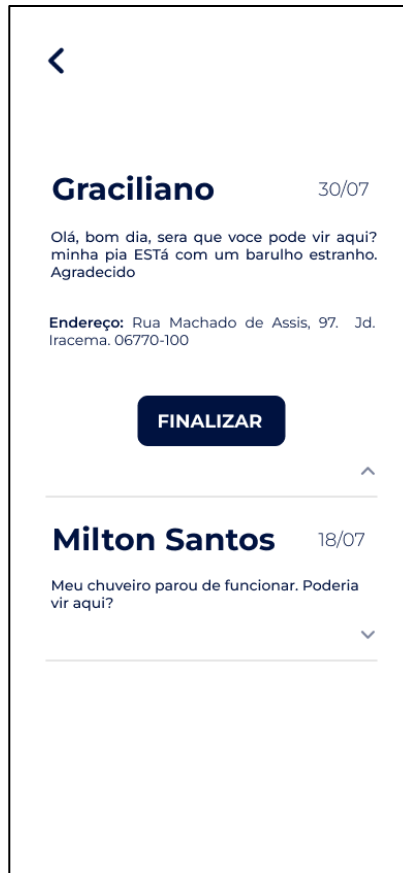 Graciliano 30/07
Olá, bom dia, sera que voce pode vir aqui?
minha pia ESTá com um barulho estranho.
Agradecido
Endereço: Rua Machado de Assis, 97. Jd.
Iracema. 06770-100
FINALIZAR
Milton Santos 18/07
Meu chuveiro parou de funcionar. Poderia
vir aqui?